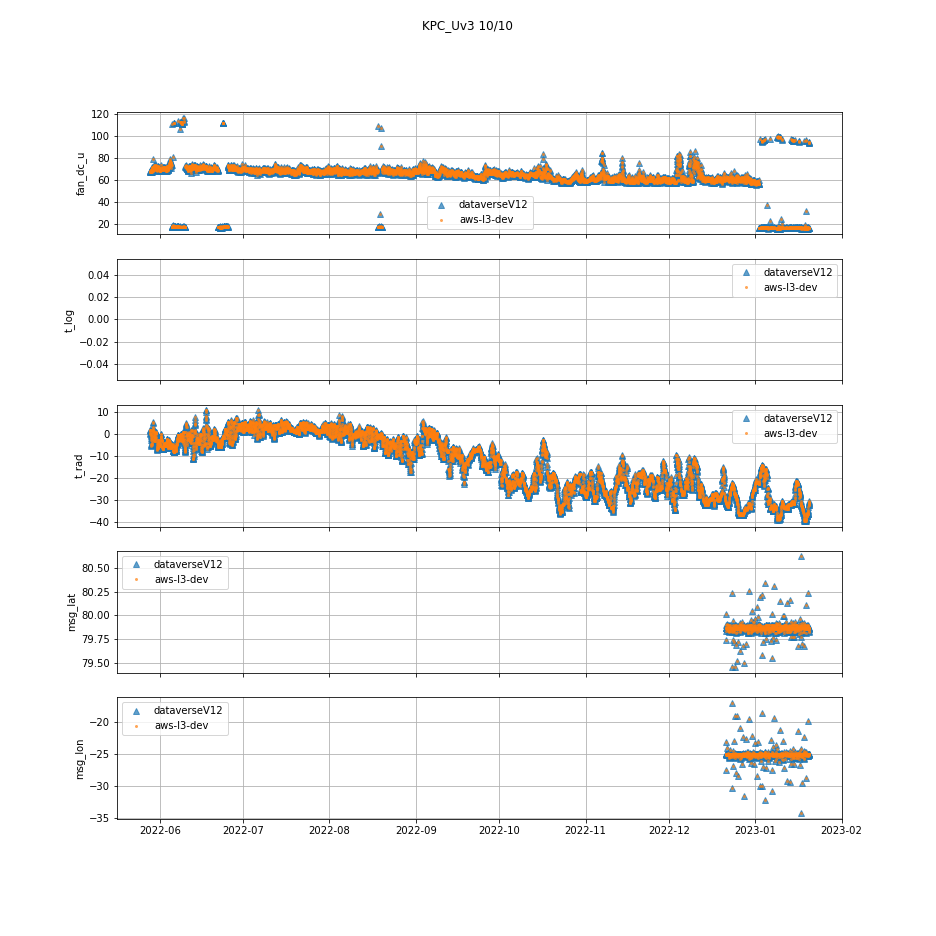 KPC_Uv3 10/10
120
100
80
60
40
20
fan_dc_u
dataverseV12
aws-l3-dev
0.04
0.02
0.00
−0.02
−0.04
t_log
dataverseV12
aws-l3-dev
10
0
−10
−20
−30
−40
t_rad
dataverseV12
aws-l3-dev
80.50
80.25
80.00
79.75
79.50
msg_lat
dataverseV12
aws-l3-dev
−20
−25
−30
−35
msg_lon
dataverseV12
aws-l3-dev
2022-06 2022-07 2022-08 2022-09 2022-10 2022-11 2022-12 2023-01 2023-02